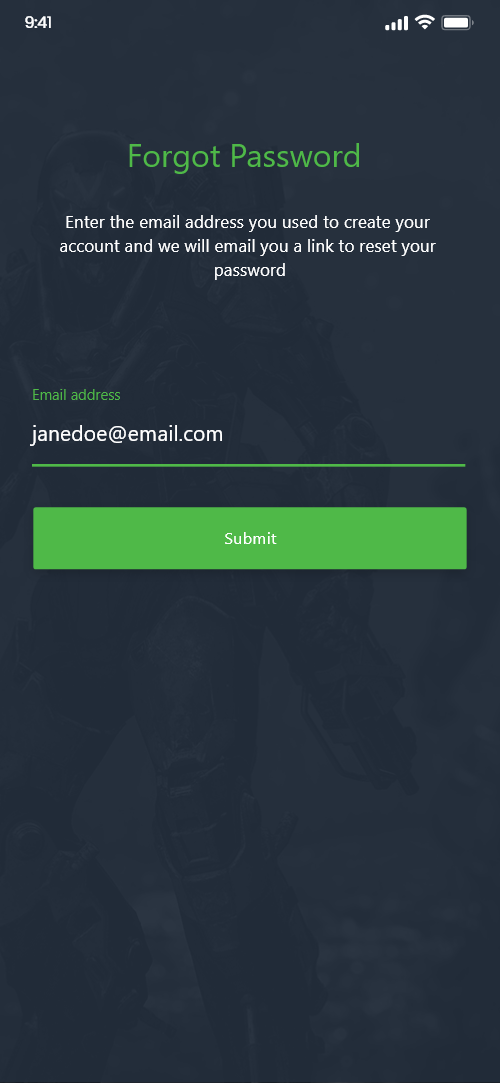 9:41
Forgot Password
Enter the email address you used to create your
account and we will email you a link to reset your
password
Email address
janedoe@email.com
Submit